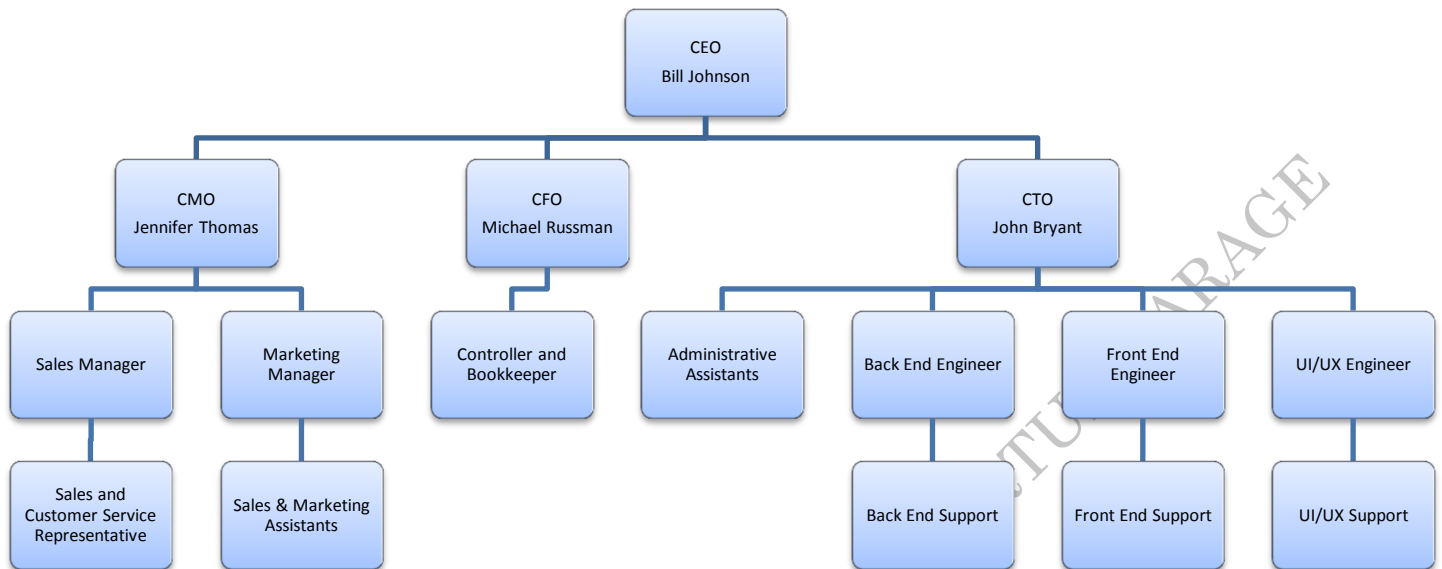 CEO
Bill Johnson
CMO
Jennifer Thomas
CFO
Michael Russman
CTO
John Bryant
Sales Manager
Marketing
Manager
Controller and
Bookkeeper
Administrative
Assistants
Back End Engineer
Front End
Engineer
UI/UX Engineer
Sales and
Customer Service
Representative
Sales & Marketing
Assistants
Back End Support
Front End Support
UI/UX Support